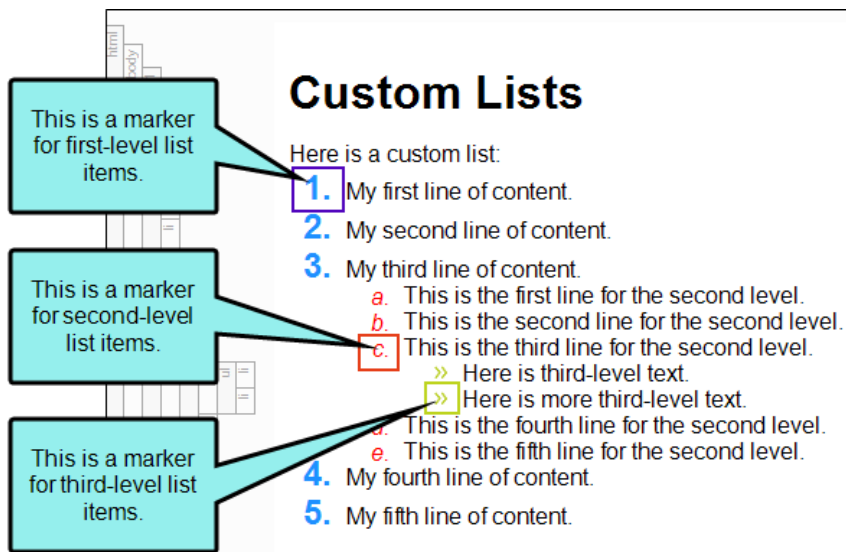 html
body
Custom Lists
This is a marker
for first-level list
items.
Here is a custom list:
1. My first line of content.
2. My second line of content.
3. My third line of content.
a. This is the first line for the second level.
b. This is the second line for the second level.
This is a marker
for second-level
list items.
c. This is the third line for the second level.
» Here is third-level text.
» Here is more third-level text.
d. This is the fourth line for the second level.
e. This is the fifth line for the second level.
This is a marker
for third-level list
items.
4. My fourth line of content.
5. My fifth line of content.